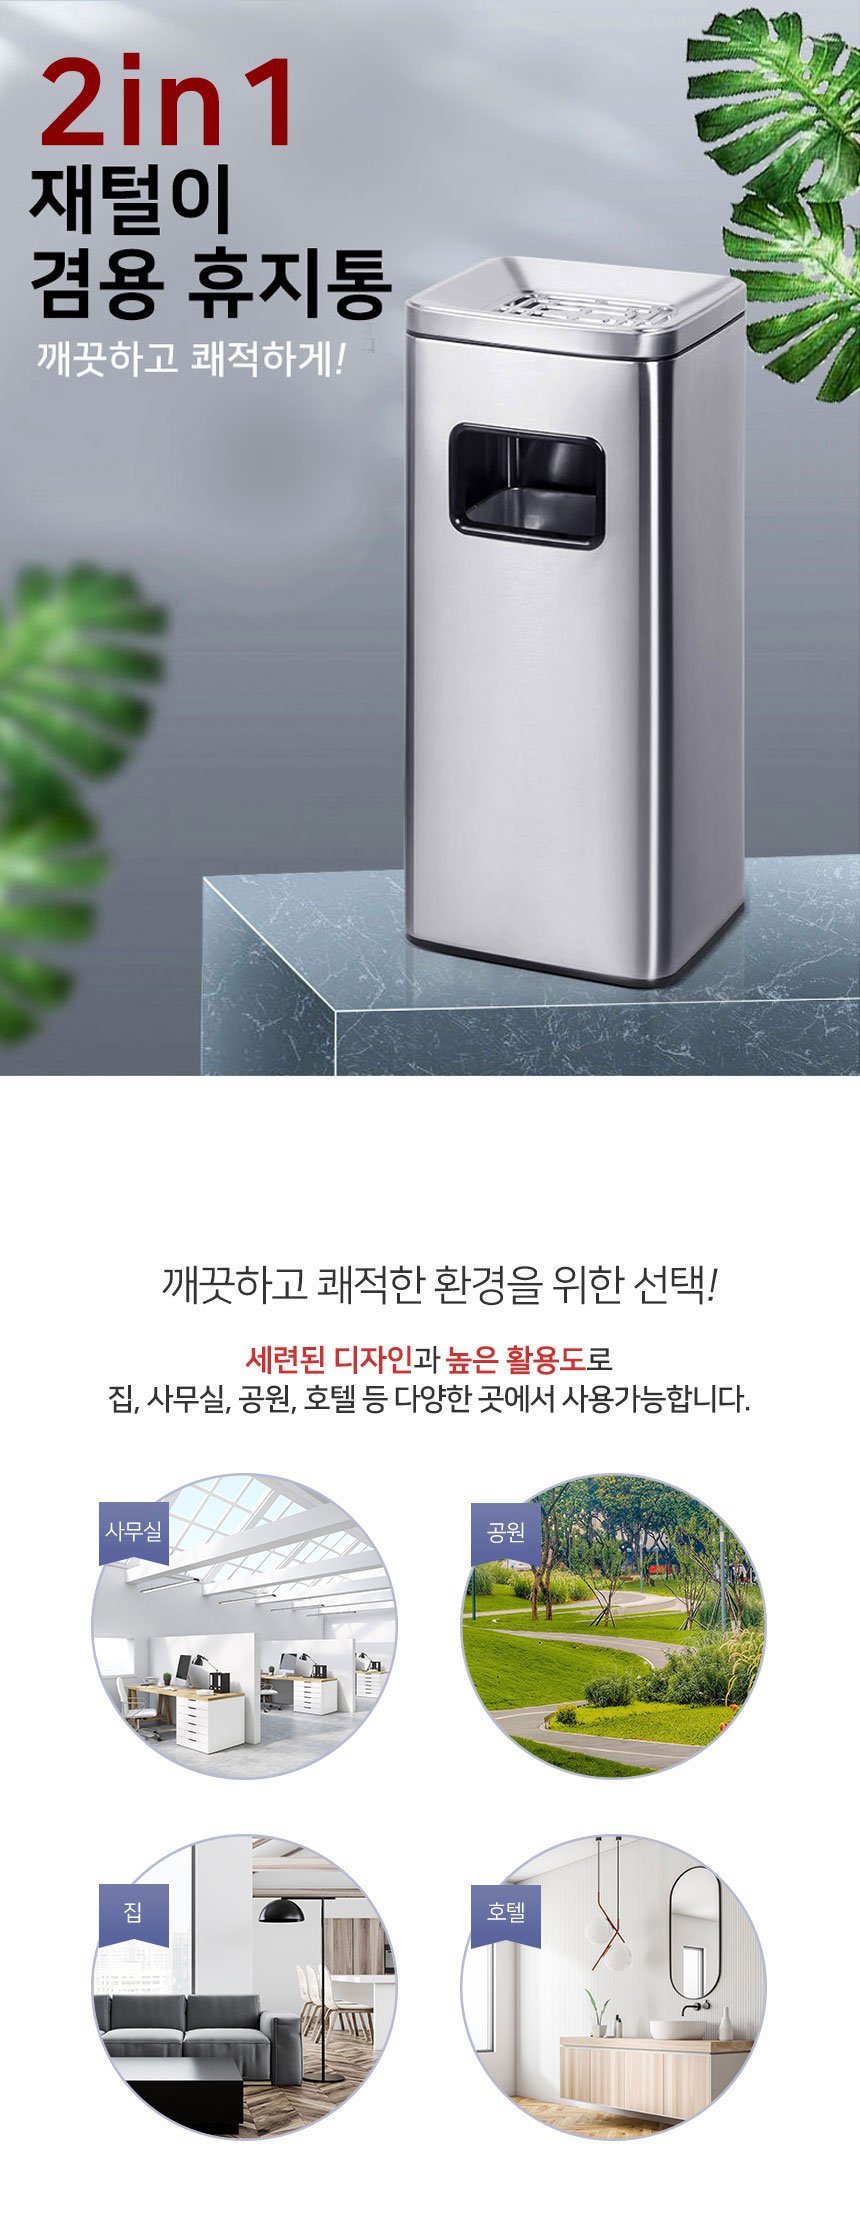 2in1
재털이
겸용 휴지통
깨끗하고 쾌적하게!
깨끗하고 쾌적한 환경을 위한 선택!
세련된 디자인과 높은 활용도로
집, 사무실, 공원, 호텔 등 다양한 곳에서 사용가능합니다.
사무실
공원
집
호텔